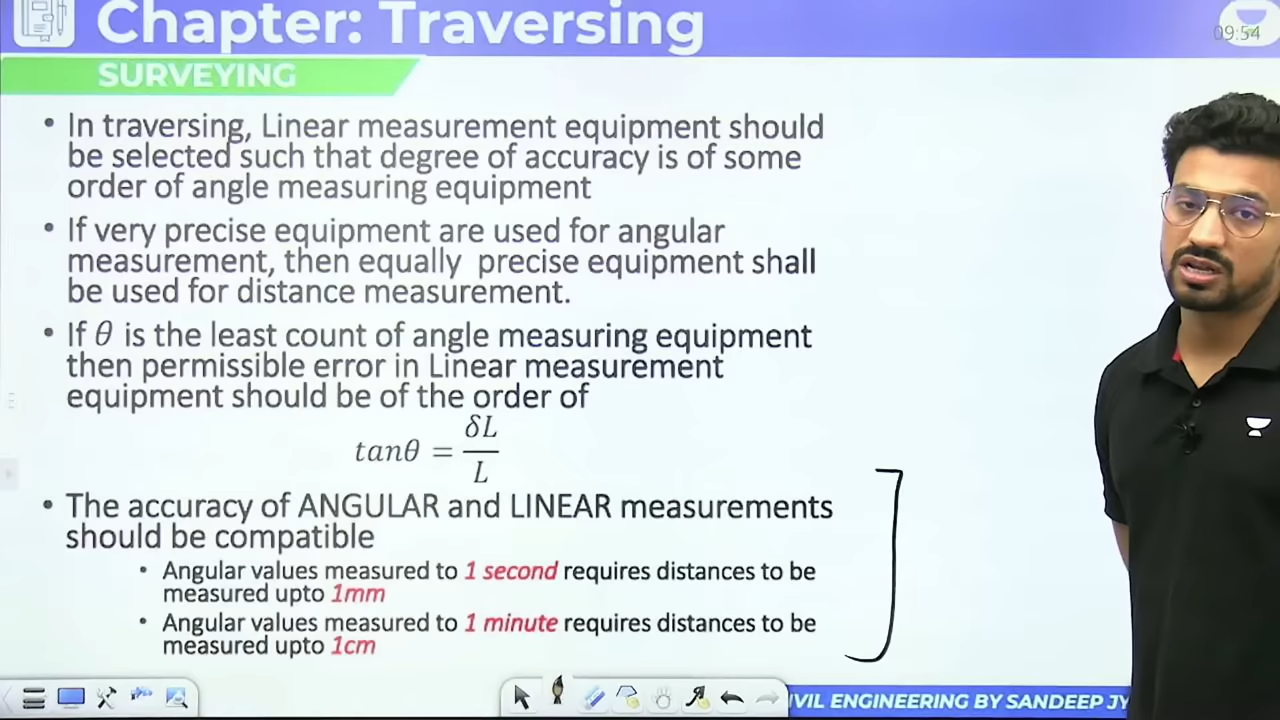 Chapter: Traversing
09:54
SURVEYING
• In traversing, Linear measurement equipment should
be selected such that degree of accuracy is of some
order of angle measuring equipment
• If very precise equipment are used for angular
measurement, then equally precise equipment shall
be used for distance measurement.
• If θ is the least count of angle measuring equipment
then permissible error in Linear measurement
equipment should be of the order of
tanθ = δL/L
• The accuracy of ANGULAR and LINEAR measurements
should be compatible
• Angular values measured to 1 second requires distances to be
measured upto 1mm
• Angular values measured to 1 minute requires distances to be
measured upto 1cm
IVIL ENGINEERING BY SANDEEP JY